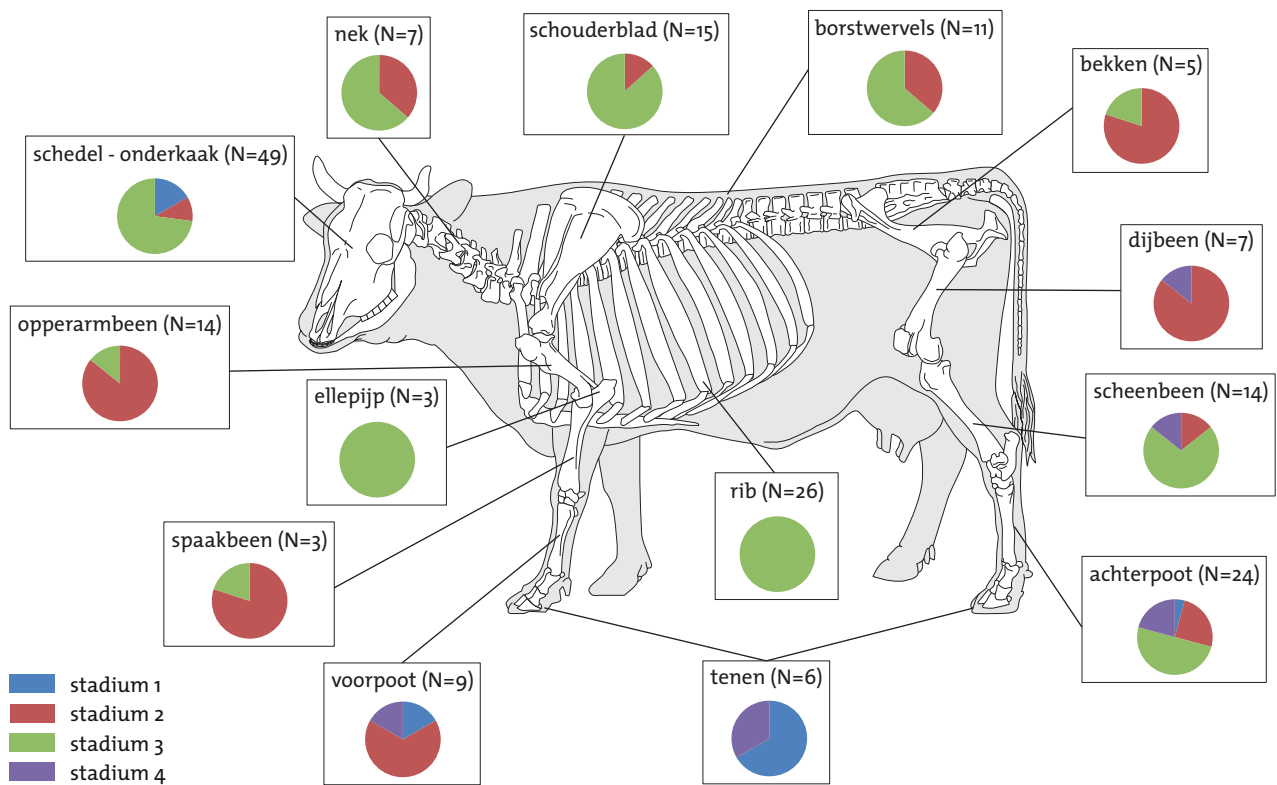 nek (N=7)
schouderblad (N=15)
borstwervels (N=11)
bekken (N=5)
schedel - onderkaak (N=49)
dijbeen (N=7)
opperarmbeen (N=14)
ellepijp (N=3)
scheenbeen (N=14)
rib (N=26)
spaakbeen (N=3)
achterpoot (N=24)
voorpoot (N=9)
tenen (N=6)
stadium 1
stadium 2
stadium 3
stadium 4